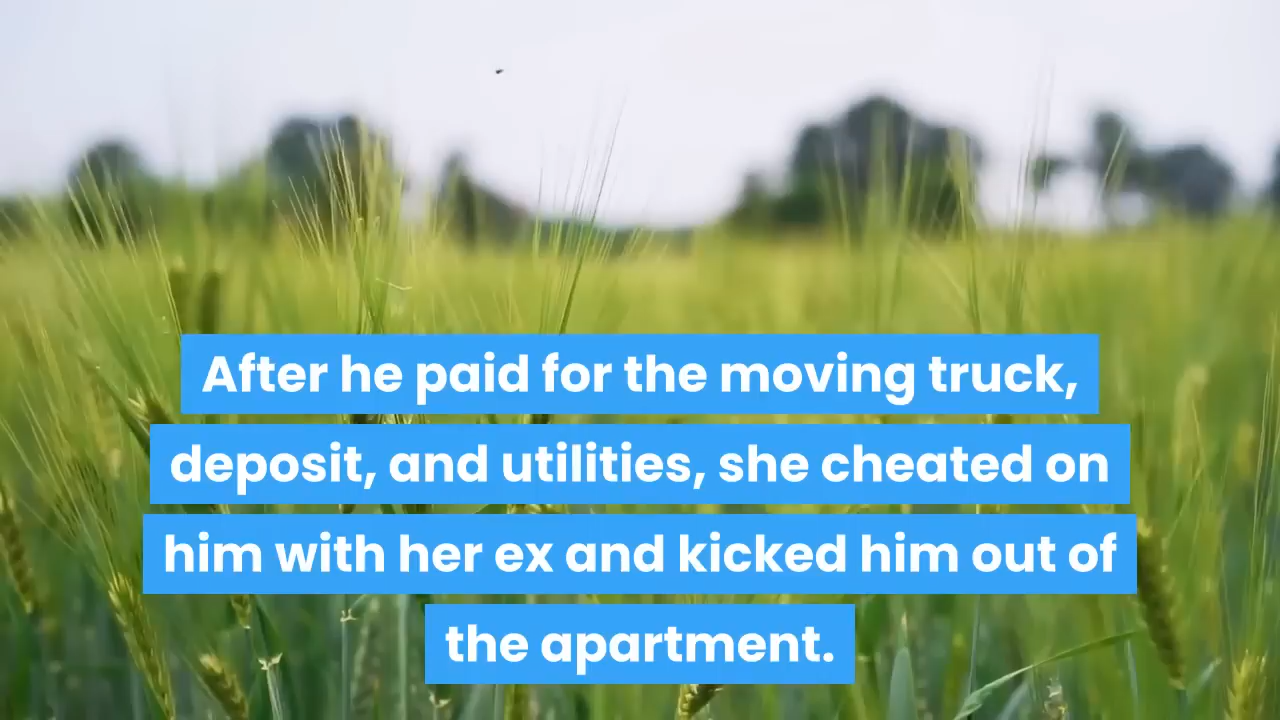 After he paid for the moving truck,
deposit, and utilities, she cheated on
him with her ex and kicked him out of
the apartment.